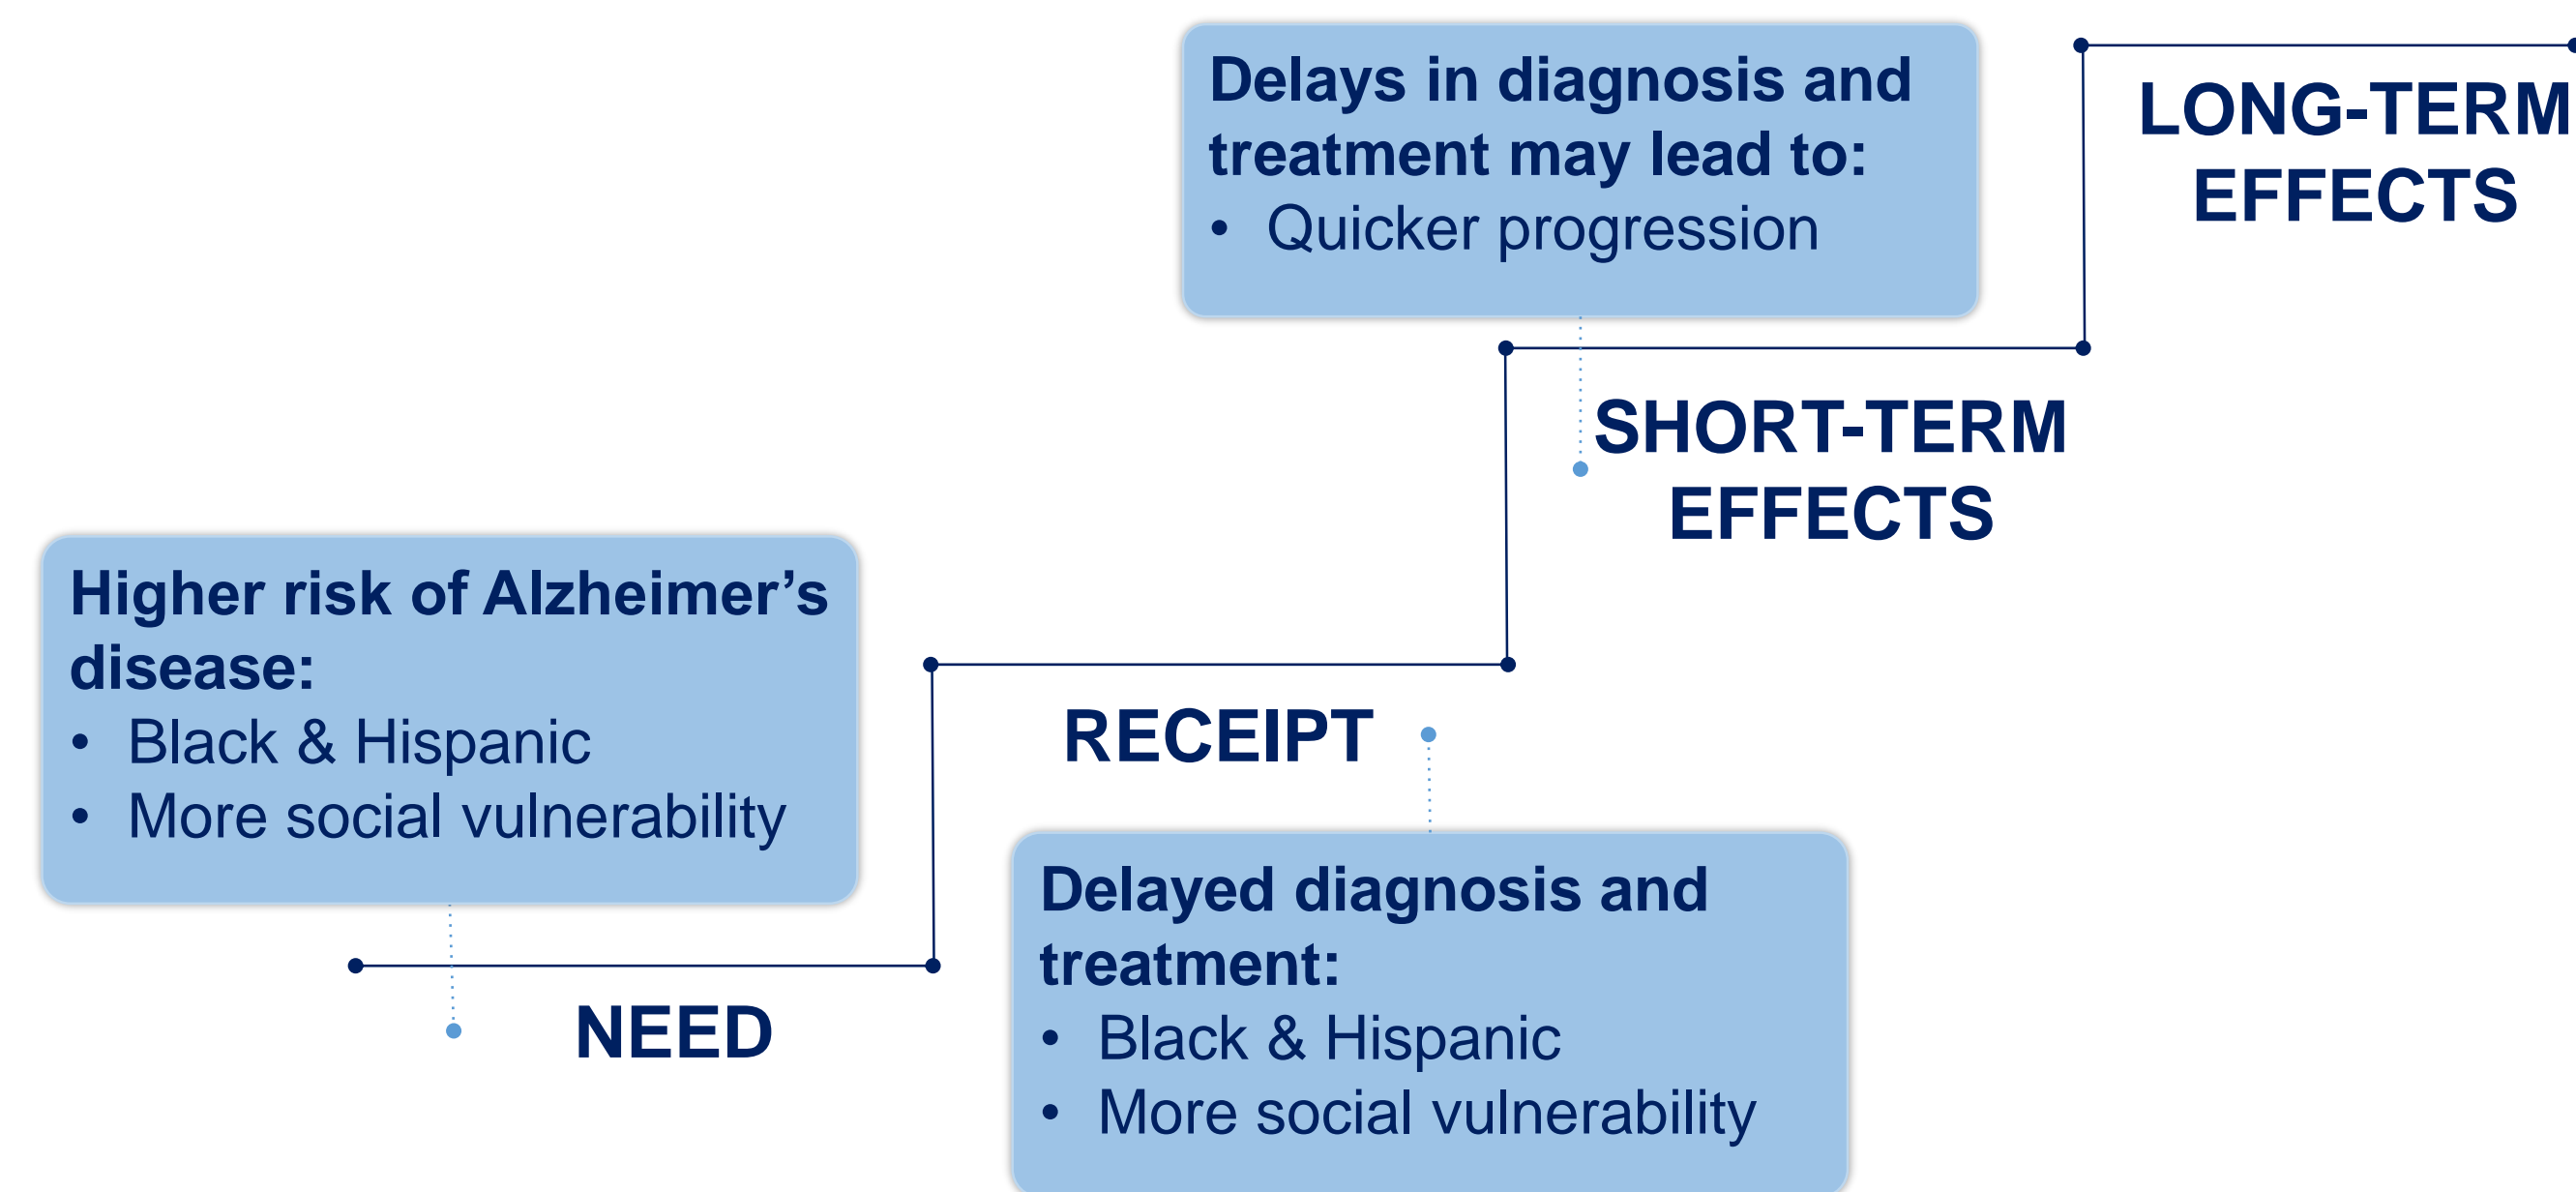 Delays in diagnosis and
treatment may lead to:
• Quicker progression
LONG-TERM
EFFECTS
SHORT-TERM
EFFECTS
Higher risk of Alzheimer’s
disease:
• Black & Hispanic
• More social vulnerability
RECEIPT
Delayed diagnosis and
treatment:
• Black & Hispanic
• More social vulnerability
NEED